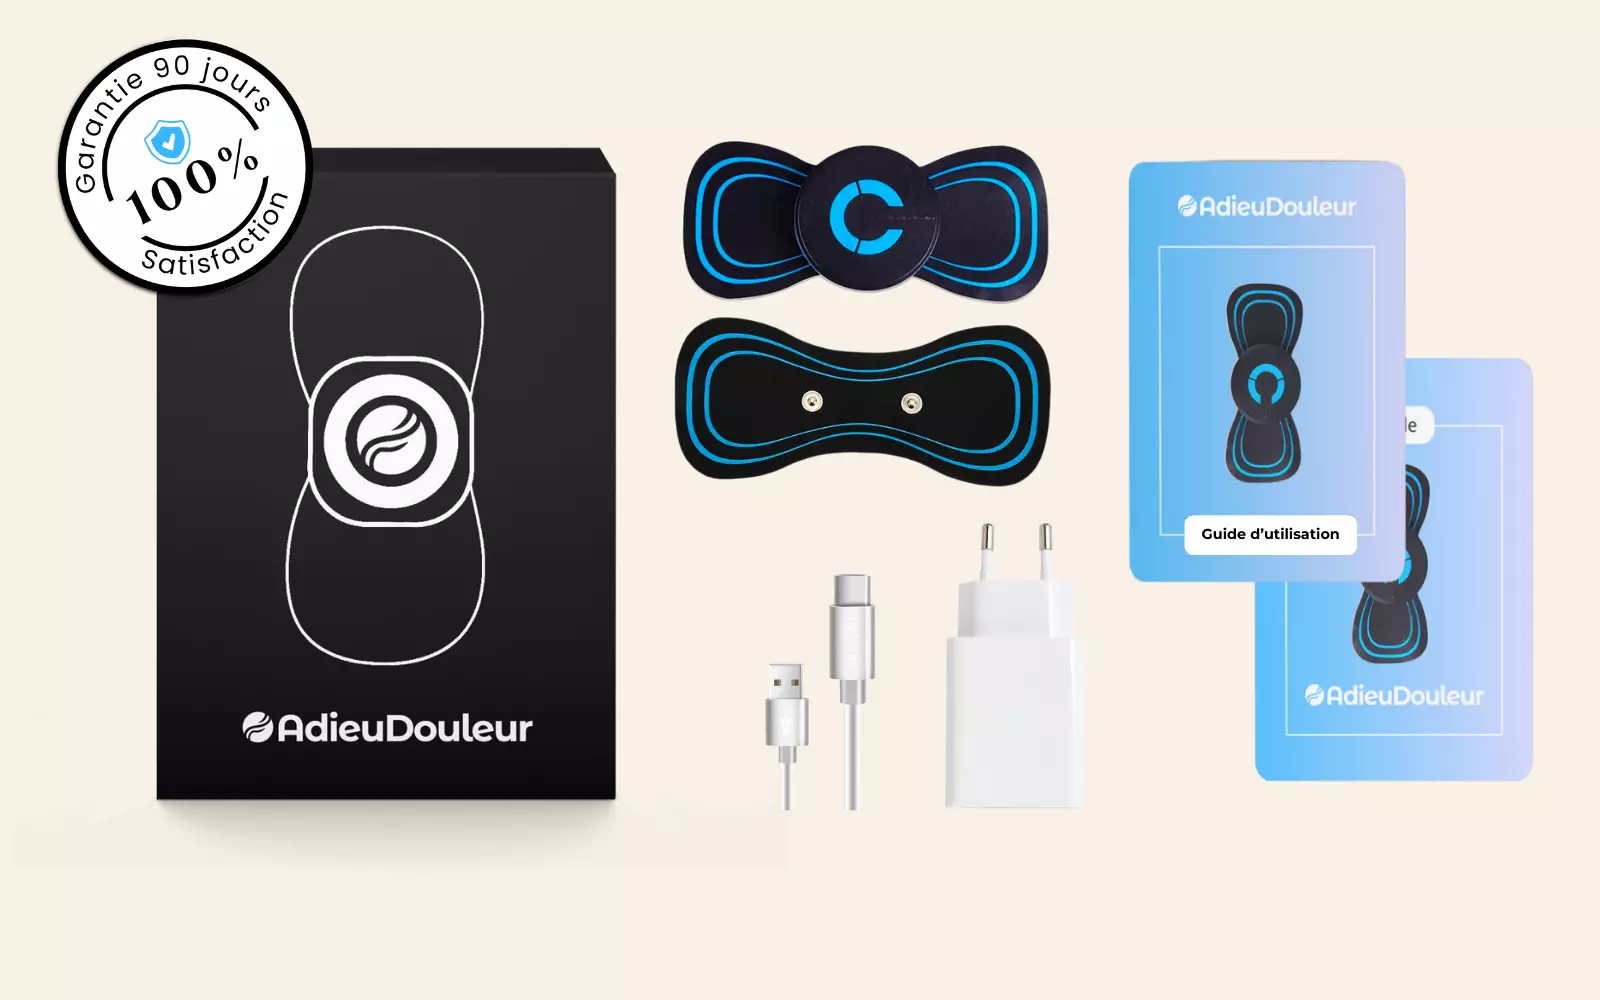 Garantie 90 jours
100%
Satisfaction
AdieuDouleur
AdieuDouleur
Guide d'utilisation
AdieuDouleur